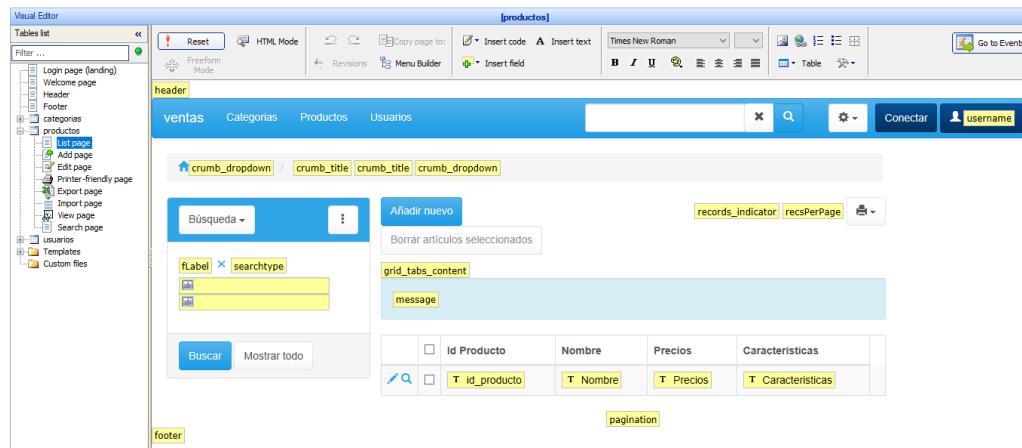 Visual Editor
[productos]
Tables list «
Filter ...
Login page (landing)
Welcome page
Header
Footer
categorias
productos
List page
Add page
Edit page
Printer-friendly page
Export page
Import page
View page
Search page
usuarios
Templates
Custom files
Reset HTML Mode Copy page to: Insert code A Insert text Times New Roman Go to Events
Freeform Mode Revisions Menu Builder Insert field B I U Table
header
ventas Categorias Productos Usuarios Conectar username
crumb_dropdown / crumb_title crumb_title crumb_dropdown
Búsqueda
fLabel searchtype
Buscar Mostrar todo
Añadir nuevo records_indicator recsPerPage
Borrar artículos seleccionados
grid_tabs_content
message
Id Producto Nombre Precios Caracteristicas
T id_producto T Nombre T Precios T Caracteristicas
pagination
footer